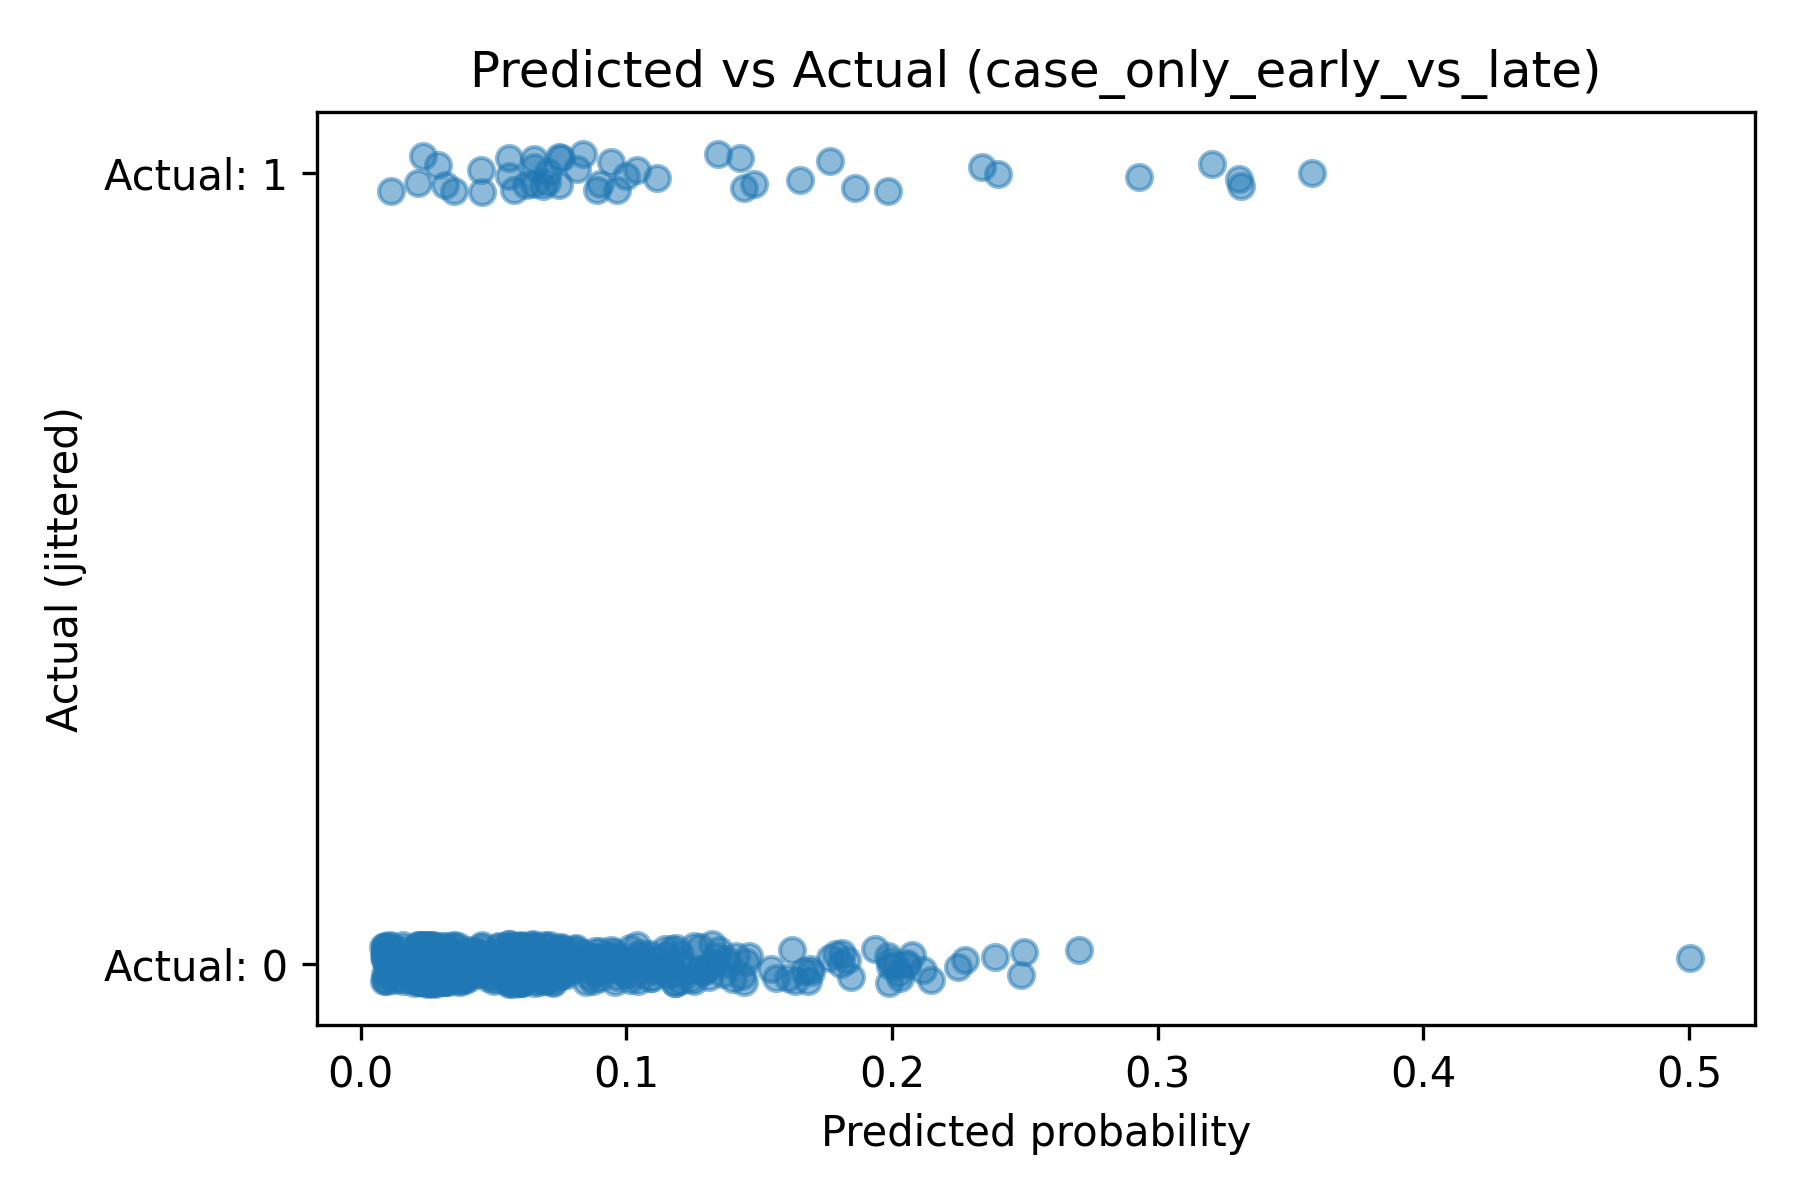 Predicted vs Actual (case_only_early_vs_late)
Actual: 1
Actual (jittered)
Actual: 0
0.0 0.1 0.2 0.3 0.4 0.5
Predicted probability